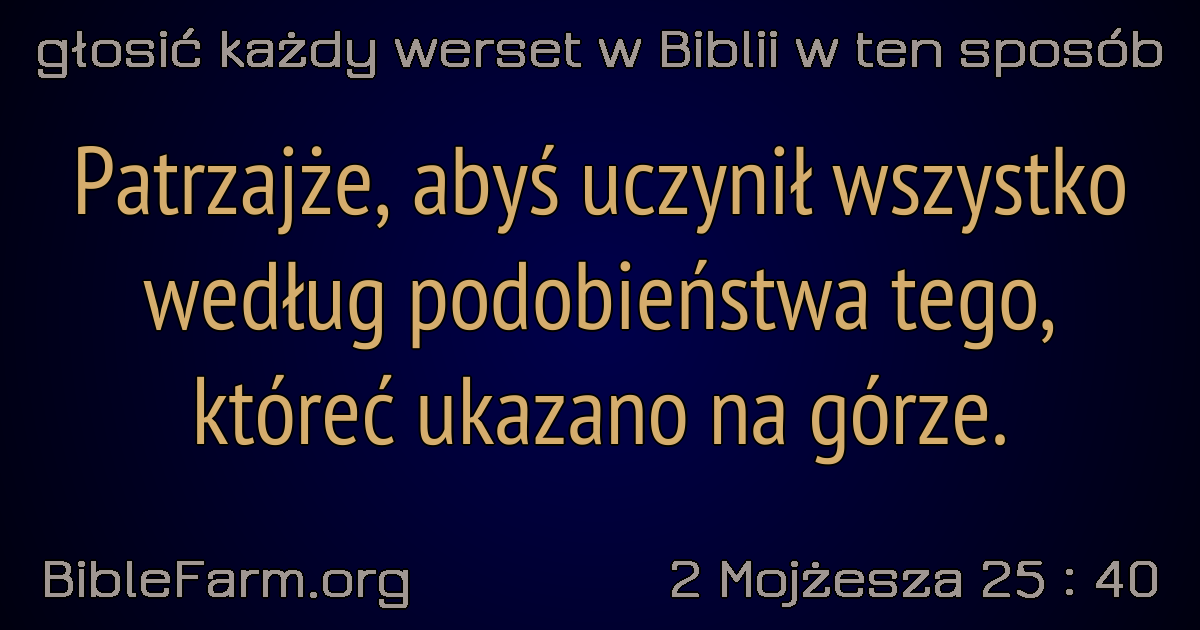 głosić każdy werset w Biblii w ten sposób
Patrzajże, abyś uczynił wszystko
według podobieństwa tego,
któreć ukazano na górze.
BibleFarm.org
2 Mojżesza 25 : 40